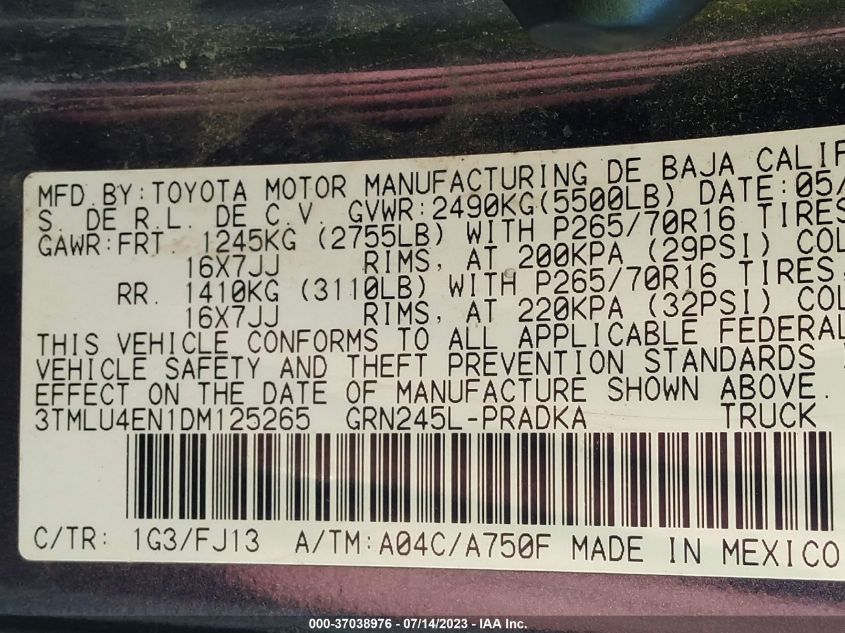 MFD. BY: TOYOTA MOTOR MANUFACTURING DE BAJA CALIF
S. DE R.L. DE C.V. GVWR:2490KG(5500LB) DATE:05/
GAWR:FRT. 1245KG (2755LB) WITH P265/70R16 TIRES
16X7JJ RIMS, AT 200KPA (29PSI) COL
RR. 1410KG (3110LB) WITH P265/70R16 TIRES,
16X7JJ RIMS, AT 220KPA (32PSI) COL
THIS VEHICLE CONFORMS TO ALL APPLICABLE FEDERAL
VEHICLE SAFETY AND THEFT PREVENTION STANDARDS
EFFECT ON THE DATE OF MANUFACTURE SHOWN ABOVE.
3TMLU4EN1DM125265 GRN245L-PRADKA TRUCK
C/TR: 1G3/FJ13 A/TM:A04C/A750F MADE IN MEXICO
000-37038976 - 07/14/2023 - IAA Inc.